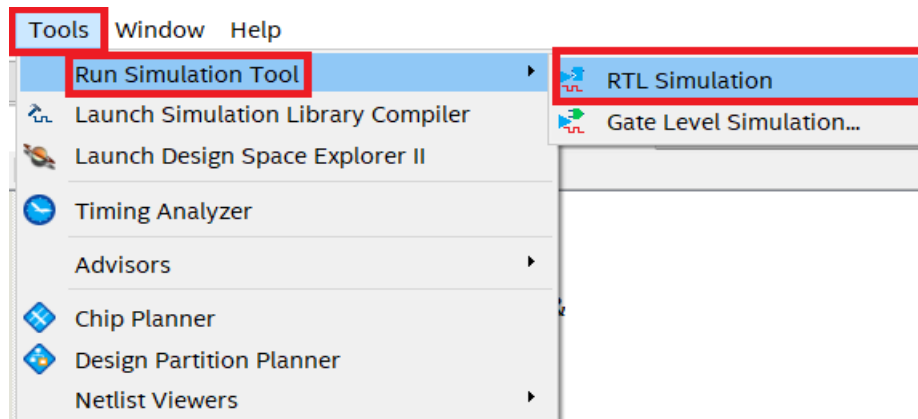 Tools Window Help
Run Simulation Tool
RTL Simulation
Launch Simulation Library Compiler
Gate Level Simulation...
Launch Design Space Explorer II
Timing Analyzer
Advisors
Chip Planner
Design Partition Planner
Netlist Viewers